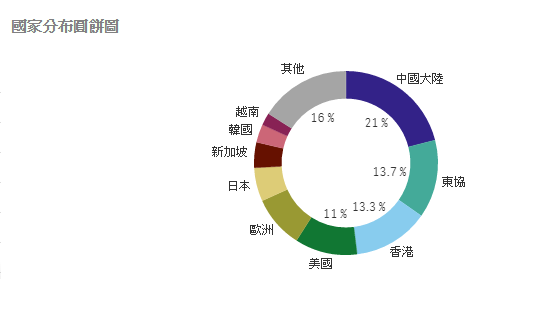 國家分布圓餅圖
其他
中國大陸
越南
韓國
新加坡
日本
歐洲
美國
香港
東協
16 %
21 %
13.7 %
13.3 %
11 %